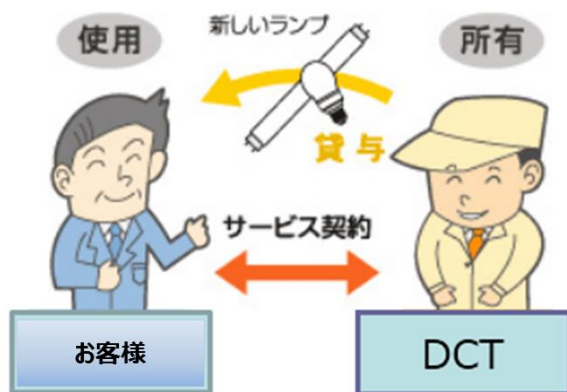 使用
新しいランプ
所有
貸与
サービス契約
お客様
DCT